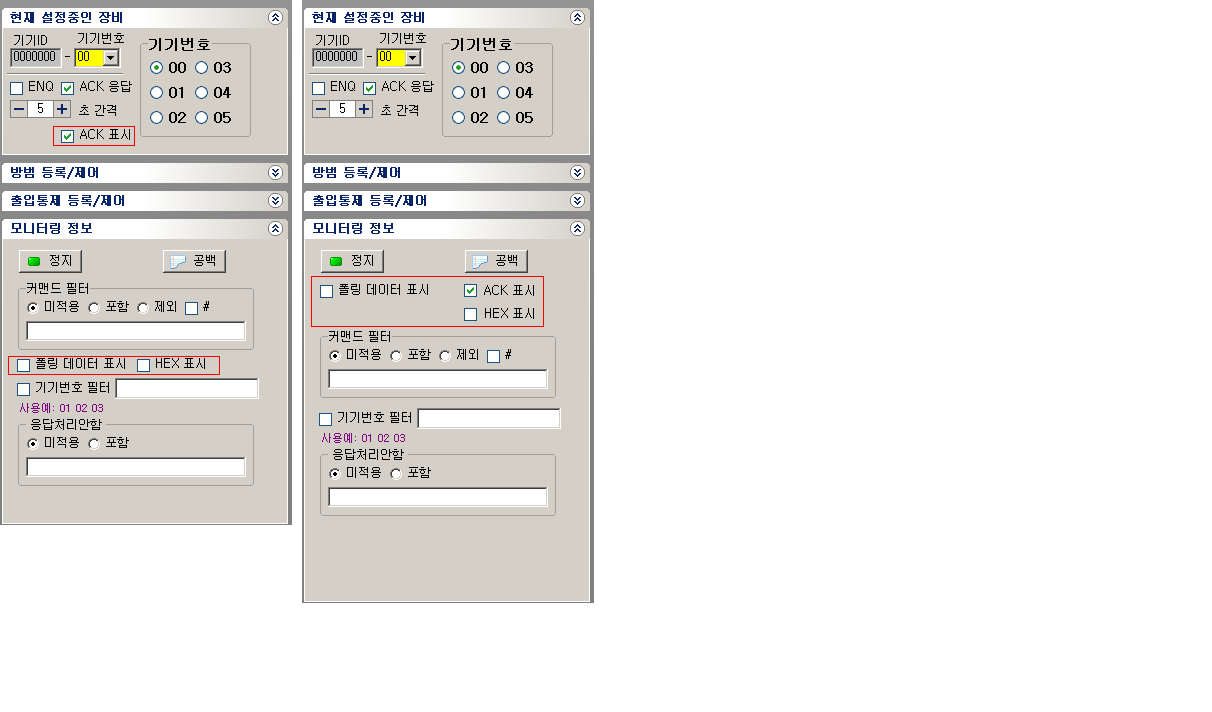 현재 설정중인 장비
기기ID 기기번호
0000000 - 00
ENQ ACK 응답
5 초 간격
ACK 표시
기기번호
00 03
01 04
02 05
방범 등록/제어
출입통제 등록/제어
모니터링 정보
정지 공백
커맨드 필터
미적용 포함 제외 #
폴링 데이터 표시 HEX 표시
기기번호 필터
사용예: 01 02 03
응답처리안함
미적용 포함
현재 설정중인 장비
기기ID 기기번호
0000000 - 00
ENQ ACK 응답
5 초 간격
기기번호
00 03
01 04
02 05
방범 등록/제어
출입통제 등록/제어
모니터링 정보
정지 공백
폴링 데이터 표시 ACK 표시
HEX 표시
커맨드 필터
미적용 포함 제외 #
기기번호 필터
사용예: 01 02 03
응답처리안함
미적용 포함